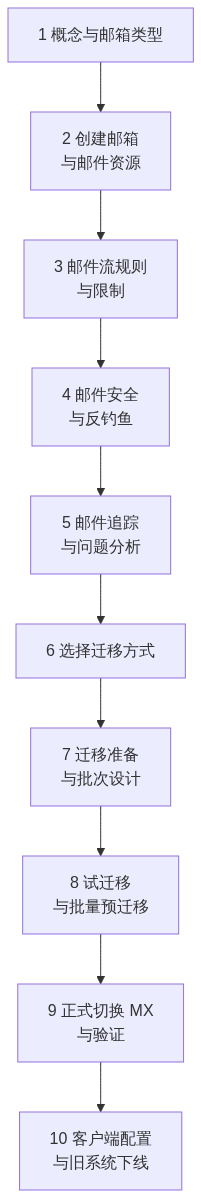 1 概念与邮箱类型
2 创建邮箱
与邮件资源
3 邮件流规则
与限制
4 邮件安全
与反钓鱼
5 邮件追踪
与问题分析
6 选择迁移方式
7 迁移准备
与批次设计
8 试迁移
与批量预迁移
9 正式切换 MX
与验证
10 客户端配置
与旧系统下线